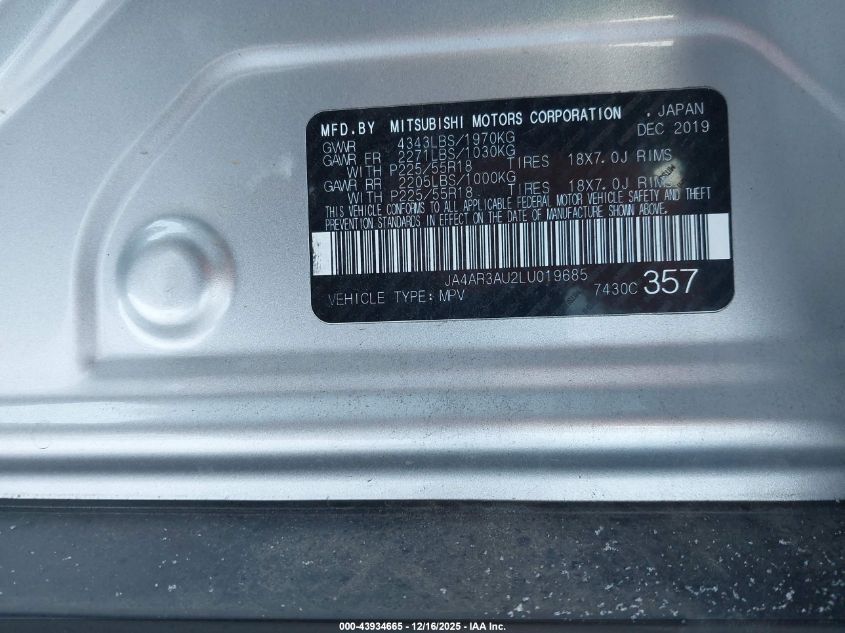 MFD.BY MITSUBISHI MOTORS CORPORATION , JAPAN
GVWR 4343LBS/1970KG DEC 2019
GAWR FR 2271LBS/1030KG
WITH P225/55R18 TIRES 18X7.0J RIMS
GAWR RR 2205LBS/1000KG
WITH P225/55R18 TIRES 18X7.0J RIMS
THIS VEHICLE CONFORMS TO ALL APPLICABLE FEDERAL MOTOR VEHICLE SAFETY AND THEFT
PREVENTION STANDARDS IN EFFECT ON THE DATE OF MANUFACTURE SHOWN ABOVE.
JA4AR3AU2LU019685
VEHICLE TYPE: MPV 7430C 357
000-43934665 - 12/16/2025 - IAA Inc.